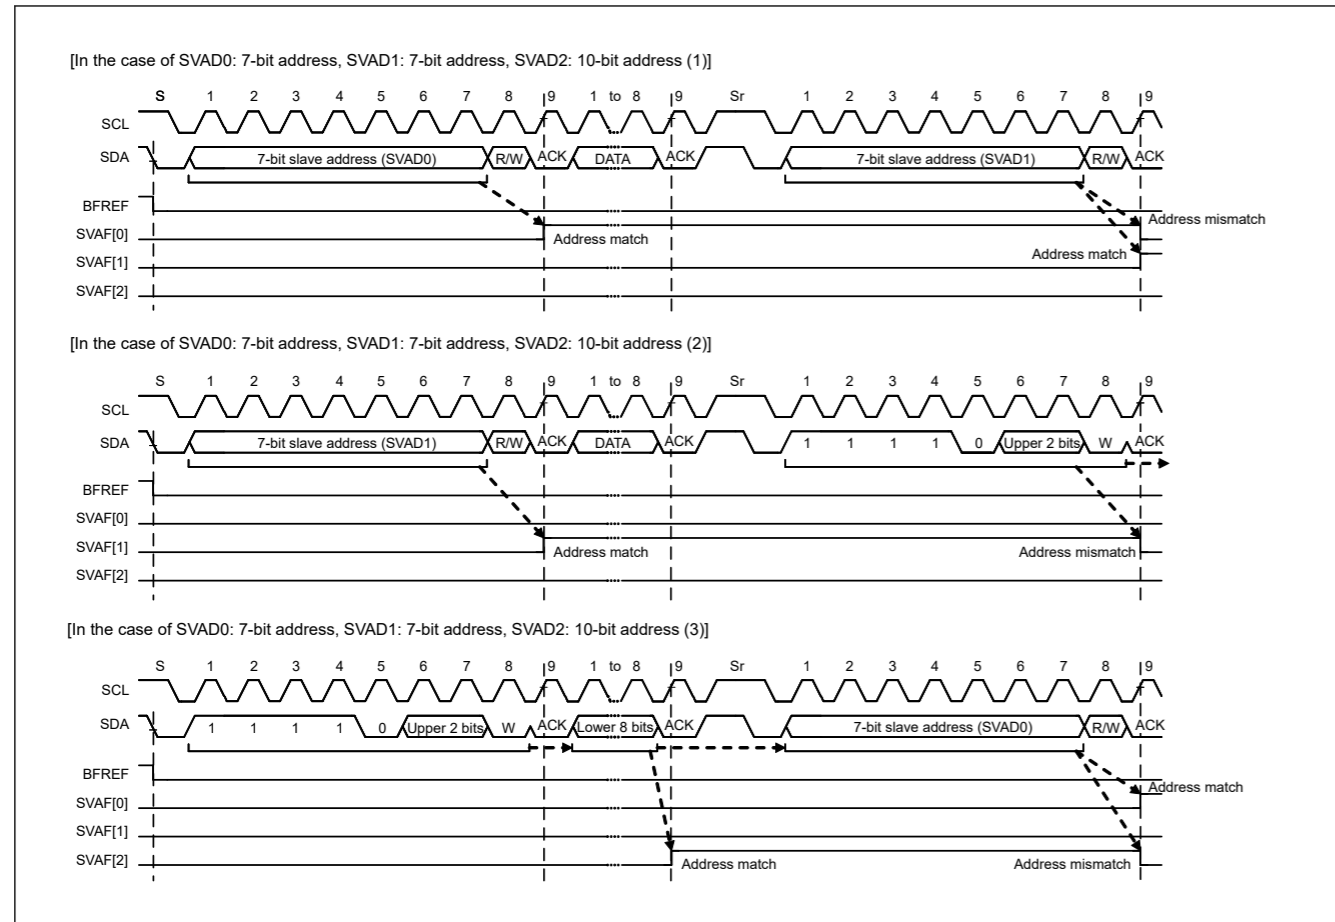 [In the case of SVAD0: 7-bit address, SVAD1: 7-bit address, SVAD2: 10-bit address (1)]
S 1 2 3 4 5 6 7 8 9 1 to 8 9 Sr 1 2 3 4 5 6 7 8 9
SCL
SDA 7-bit slave address (SVAD0) R/W ACK DATA ACK 7-bit slave address (SVAD1) R/W ACK
BFREF
Address mismatch
SVAF[0] Address match
SVAF[1] Address match
SVAF[2]
[In the case of SVAD0: 7-bit address, SVAD1: 7-bit address, SVAD2: 10-bit address (2)]
S 1 2 3 4 5 6 7 8 9 1 to 8 9 Sr 1 2 3 4 5 6 7 8 9
SCL
SDA 7-bit slave address (SVAD1) R/W ACK DATA ACK 1 1 1 1 0 Upper 2 bits W ACK
BFREF
SVAF[0]
SVAF[1] Address match Address mismatch
SVAF[2]
[In the case of SVAD0: 7-bit address, SVAD1: 7-bit address, SVAD2: 10-bit address (3)]
S 1 2 3 4 5 6 7 8 9 1 to 8 9 Sr 1 2 3 4 5 6 7 8 9
SCL
SDA 1 1 1 1 0 Upper 2 bits W ACK Lower 8 bits ACK 7-bit slave address (SVAD0) R/W ACK
BFREF
Address match
SVAF[0]
SVAF[1]
SVAF[2] Address match Address mismatch